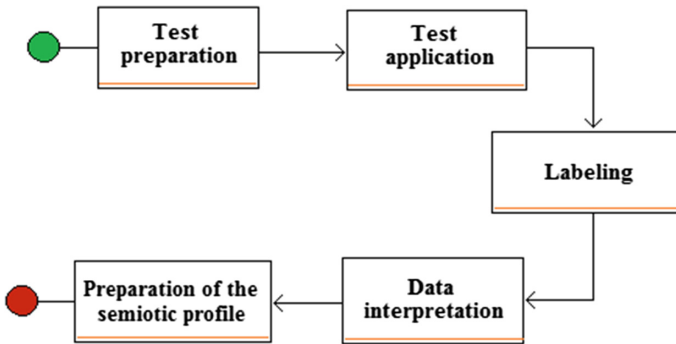 Test
preparation
Test
application
Labeling
Data
interpretation
Preparation of the
semiotic profile